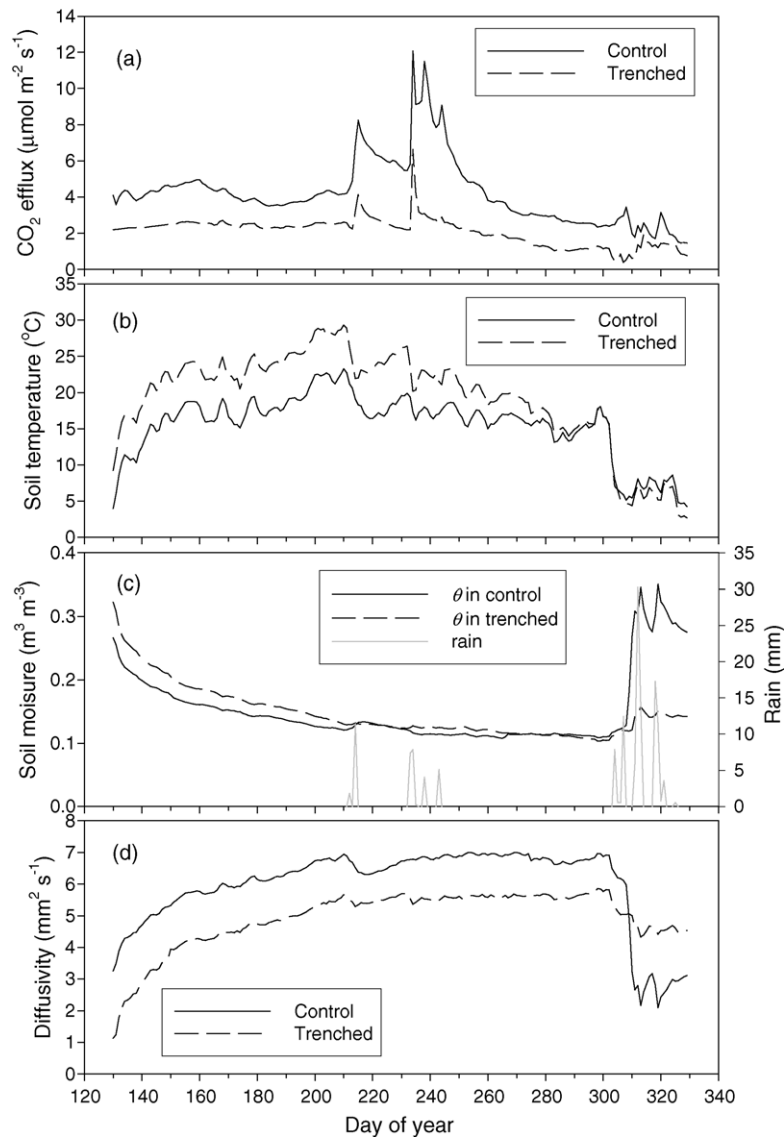 14
12
10
8
6
4
2
0
CO2 efflux (μmol m−2 s−1)
(a)
Control
Trenched
35
30
25
20
15
10
5
0
Soil temperature (oC)
(b)
Control
Trenched
0.4
0.3
0.2
0.1
0.0
Soil moisure (m3 m−3)
(c)
θ in control
θ in trenched
rain
35
30
25
20
15
10
5
0
Rain (mm)
8
7
6
5
4
3
2
1
0
Diffusivity (mm2 s−1)
(d)
Control
Trenched
120 140 160 180 200 220 240 260 280 300 320 340
Day of year